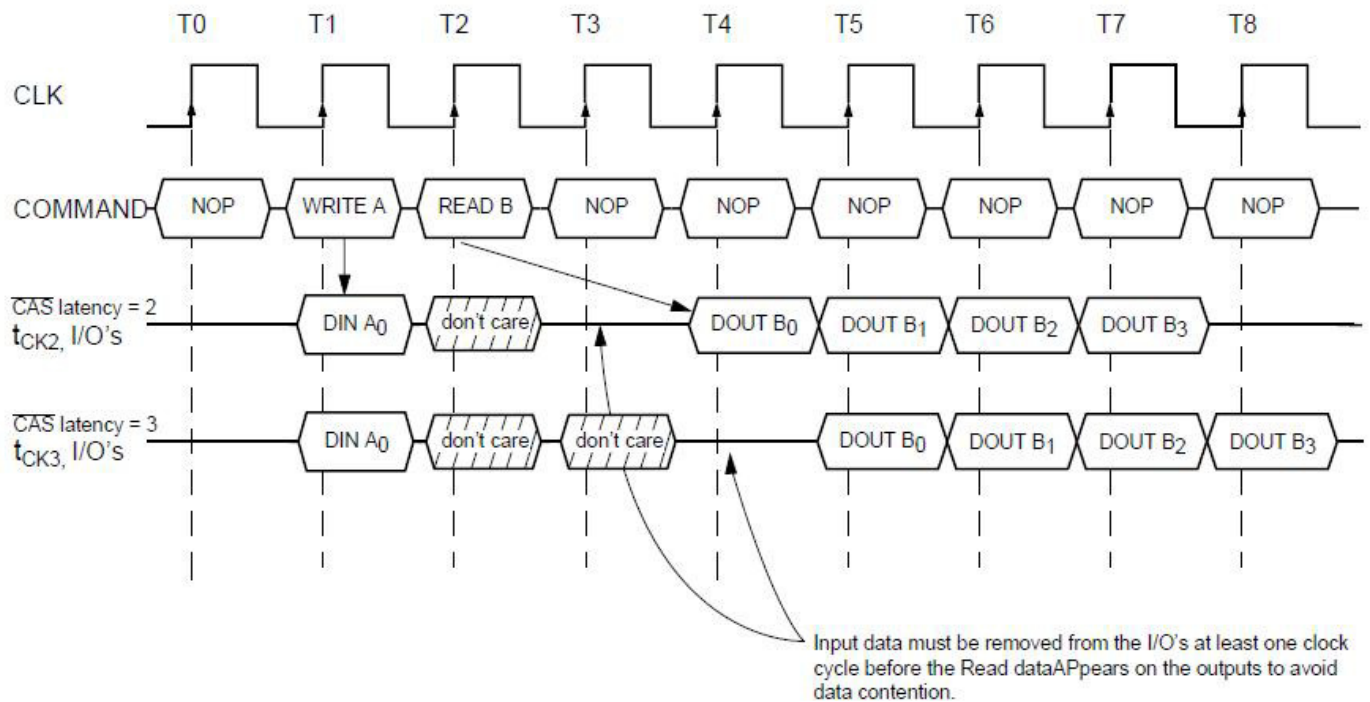 T0 T1 T2 T3 T4 T5 T6 T7 T8
CLK
COMMAND NOP WRITE A READ B NOP NOP NOP NOP NOP NOP
CAS latency = 2
tCK2, I/O's DIN A0 don't care DOUT B0 DOUT B1 DOUT B2 DOUT B3
CAS latency = 3
tCK3, I/O's DIN A0 don't care don't care DOUT B0 DOUT B1 DOUT B2 DOUT B3
Input data must be removed from the I/O's at least one clock
cycle before the Read dataAPpears on the outputs to avoid
data contention.